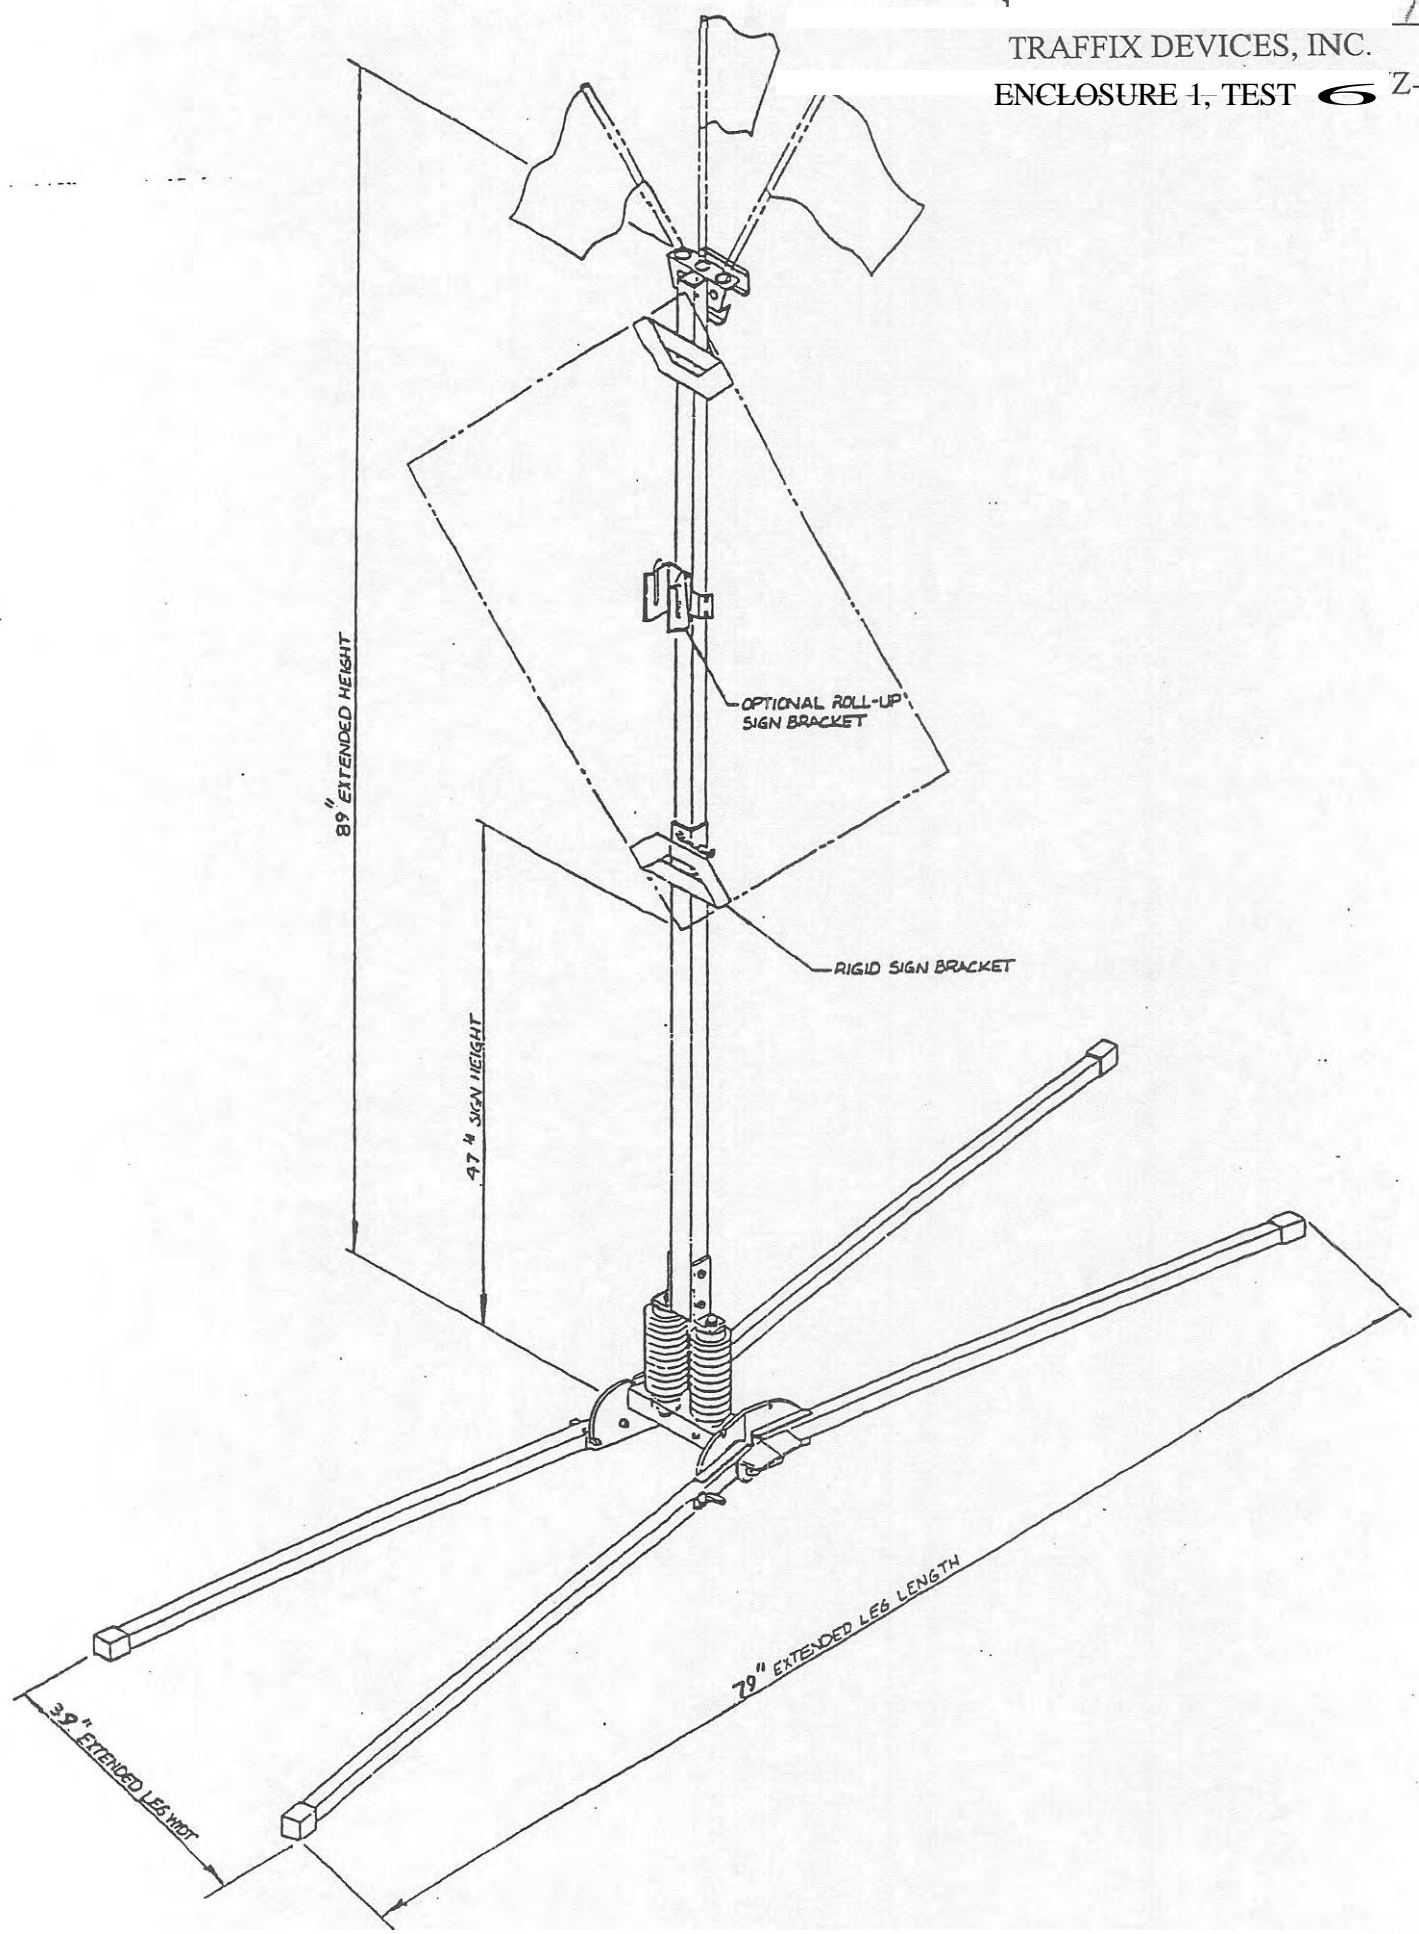 TRAFFIX DEVICES, INC.
ENCLOSURE 1, TEST 6
Z-
89" EXTENDED HEIGHT
OPTIONAL ROLL-UP
SIGN BRACKET
RIGID SIGN BRACKET
47" SIGN HEIGHT
79" EXTENDED LEG LENGTH
39" EXTENDED LEG WIDT